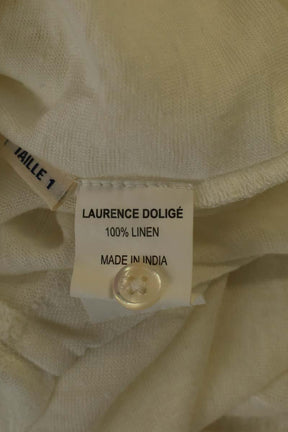 TAILLE 1
LAURENCE DOLIGÉ
100% LINEN
MADE IN INDIA